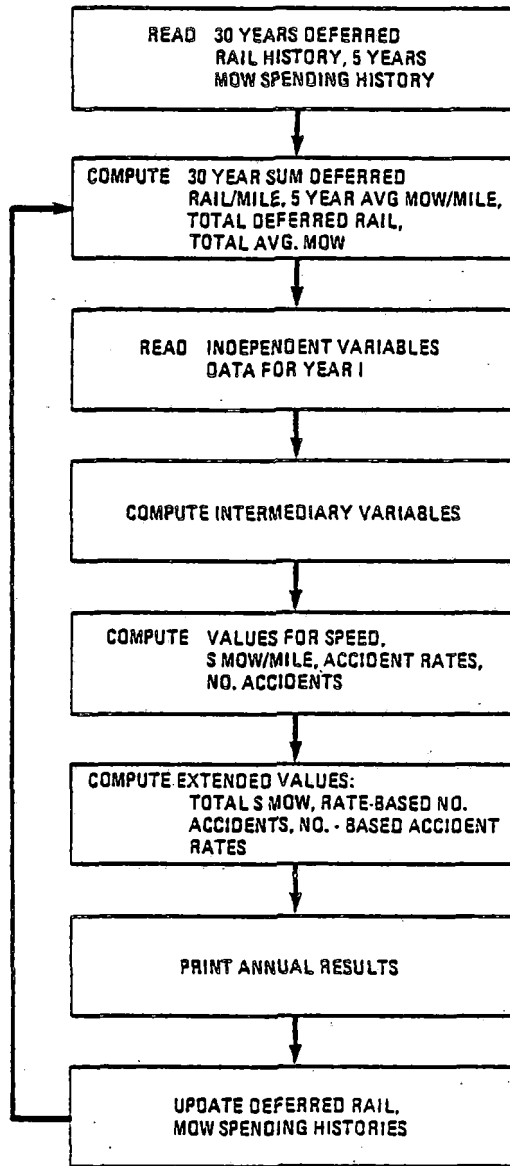 READ 30 YEARS DEFERRED
RAIL HISTORY, 5 YEARS
MOW SPENDING HISTORY
COMPUTE 30 YEAR SUM DEFERRED
RAIL/MILE, 5 YEAR AVG MOW/MILE,
TOTAL DEFERRED RAIL,
TOTAL AVG. MOW
READ INDEPENDENT VARIABLES
DATA FOR YEAR I
COMPUTE INTERMEDIARY VARIABLES
COMPUTE VALUES FOR SPEED,
$ MOW/MILE, ACCIDENT RATES,
NO. ACCIDENTS
COMPUTE EXTENDED VALUES:
TOTAL $ MOW, RATE-BASED NO.
ACCIDENTS, NO. - BASED ACCIDENT
RATES
PRINT ANNUAL RESULTS
UPDATE DEFERRED RAIL,
MOW SPENDING HISTORIES